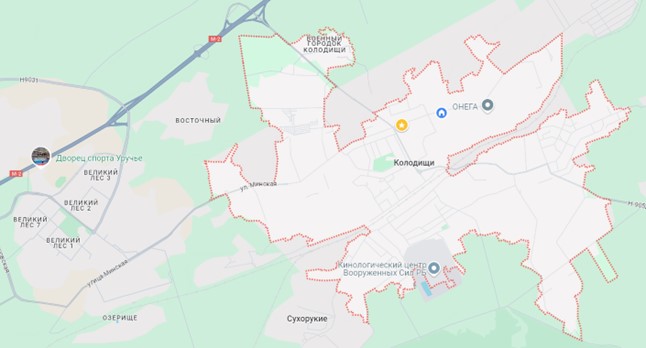 ВОЕННЫЙ
ГОРОДОК
КОЛОДИЩИ
М-2
Н9031
ОНЕГА
ВОСТОЧНЫЙ
Дворец спорта Уручье
М-2
ВЕЛИКИЙ
ЛЕС 3
Колодищи
ул. Минская
ВЕЛИКИЙ
ЛЕС 2
Н-905
ВЕЛИКИЙ
ЛЕС 7
ВЕЛИКИЙ
ЛЕС 1
улица Минская
Кинологический центр
Вооруженных Сил РБ
ОЗЕРИЩЕ
Сухорукие